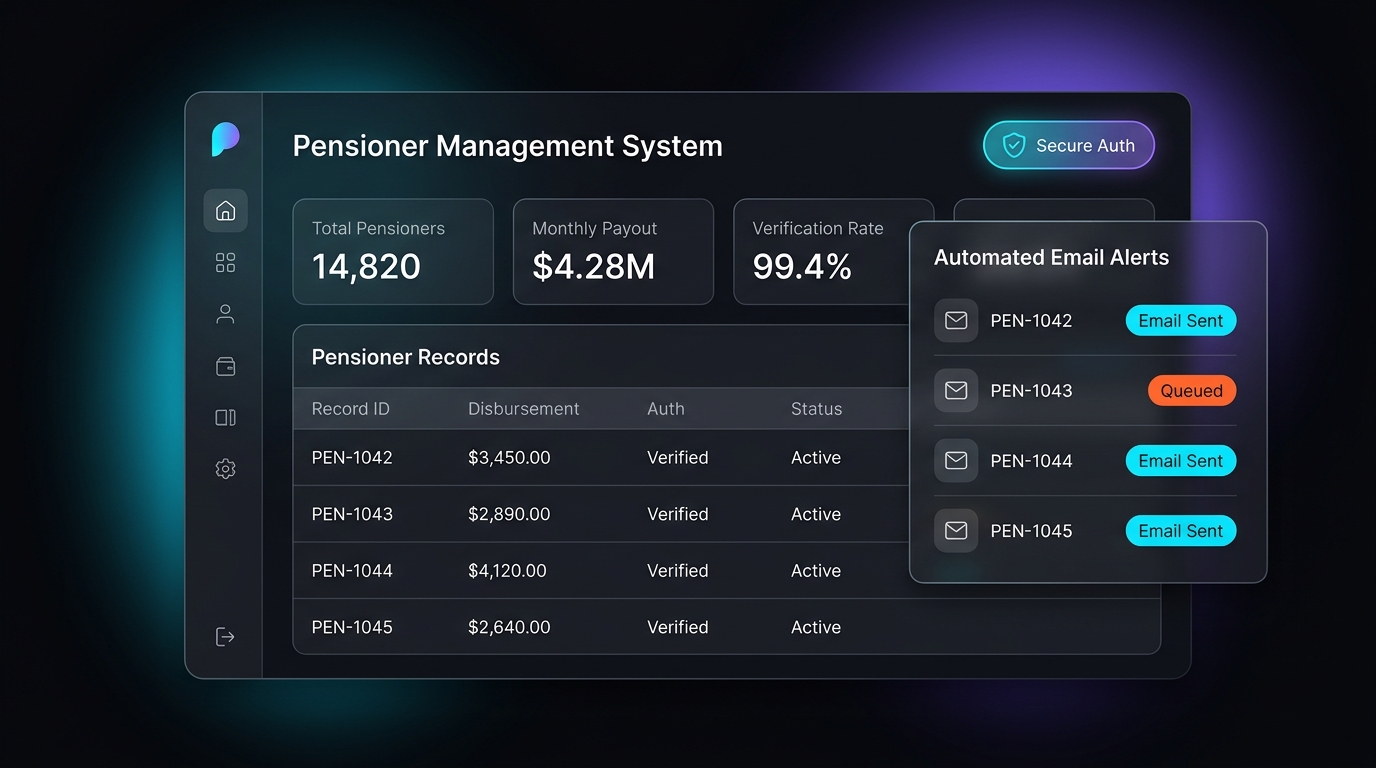 Pensioner Management System
Secure Auth
Total Pensioners
14,820
Monthly Payout
$4.28M
Verification Rate
99.4%
Automated Email Alerts
PEN-1042 Email Sent
PEN-1043 Queued
PEN-1044 Email Sent
PEN-1045 Email Sent
Pensioner Records
Record ID Disbursement Auth Status
PEN-1042 $3,450.00 Verified Active
PEN-1043 $2,890.00 Verified Active
PEN-1044 $4,120.00 Verified Active
PEN-1045 $2,640.00 Verified Active